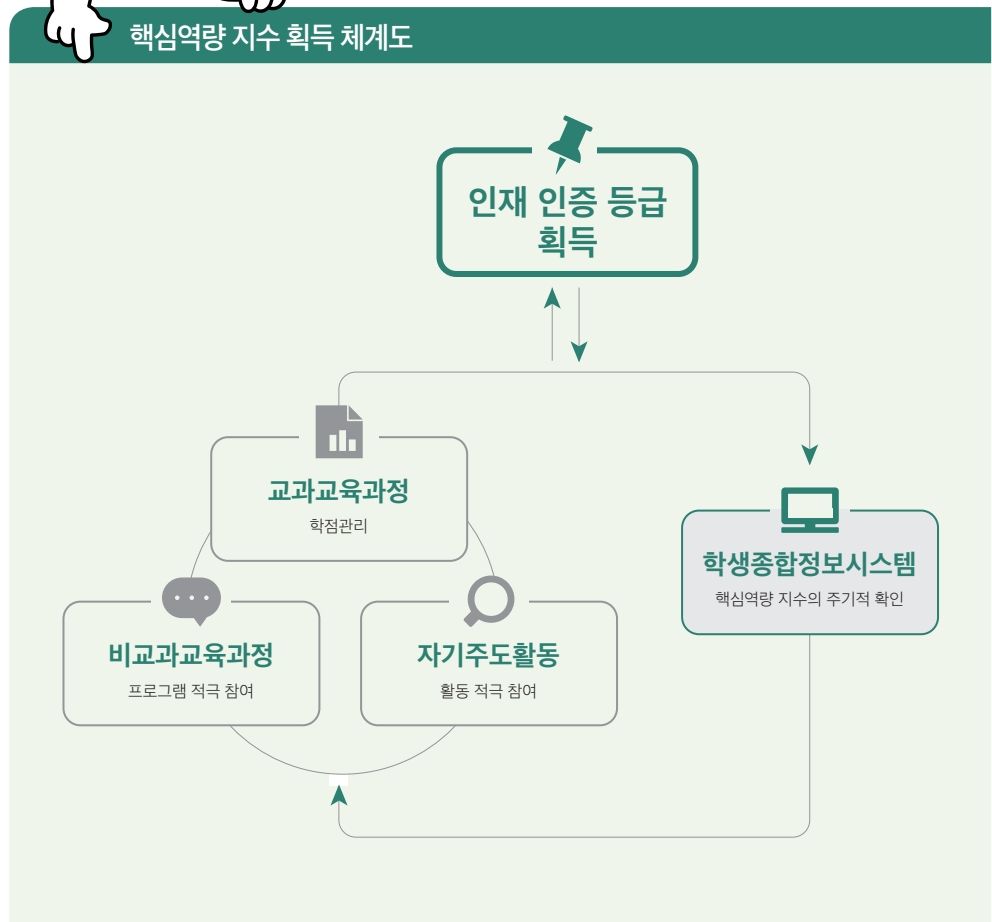 핵심역량 지수 획득 체계도
인재 인증 등급
획득
교과교육과정
학점관리
비교과교육과정
프로그램 적극 참여
자기주도활동
활동 적극 참여
학생종합정보시스템
핵심역량 지수의 주기적 확인